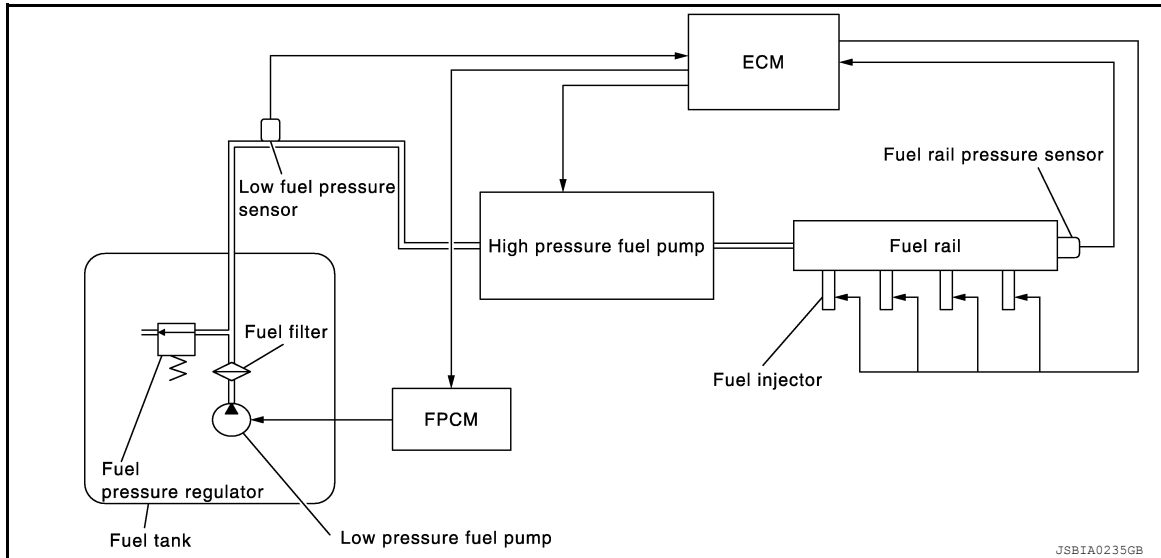 ECM
Fuel rail pressure sensor
Low fuel pressure
sensor
High pressure fuel pump
Fuel rail
Fuel filter
Fuel injector
FPCM
Fuel
pressure regulator
Fuel tank
Low pressure fuel pump
JSBIA0235GB